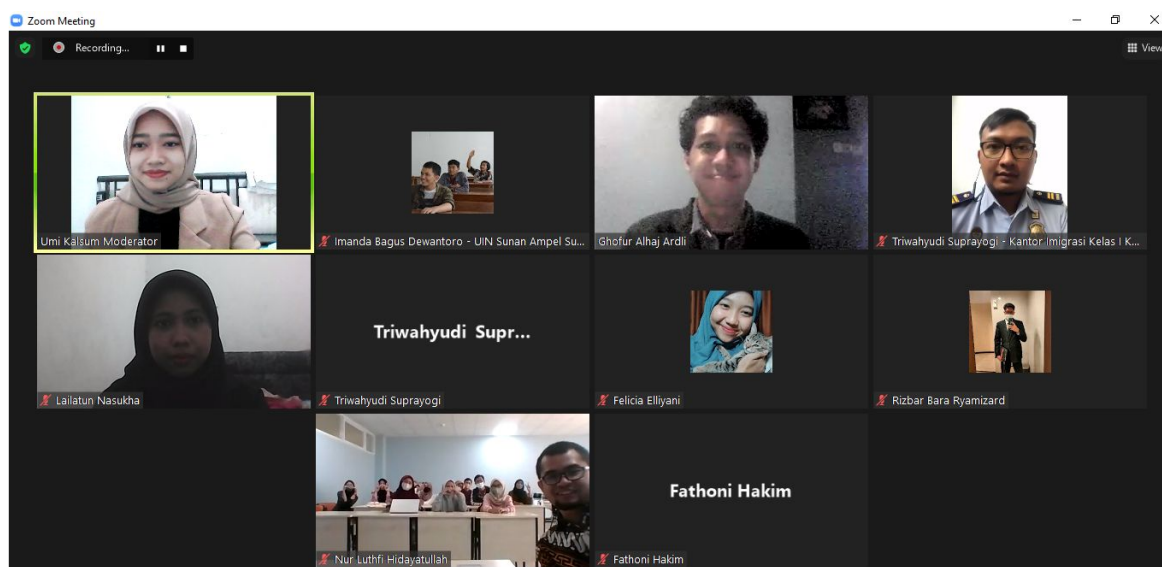 Zoom Meeting
Recording...
View
Umi Kalsum Moderator
Imanda Bagus Dewantoro - UIN Sunan Ampel Su...
Ghofur Alhaj Ardli
Triwahyudi Suprayogi - Kantor Imigrasi Kelas I K...
Lailatun Nasukha
Triwahyudi Supr...
Triwahyudi Suprayogi
Felicia Elliyani
Rizbar Bara Ryamizard
Nur Luthfi Hidayatullah
Fathoni Hakim
Fathoni Hakim